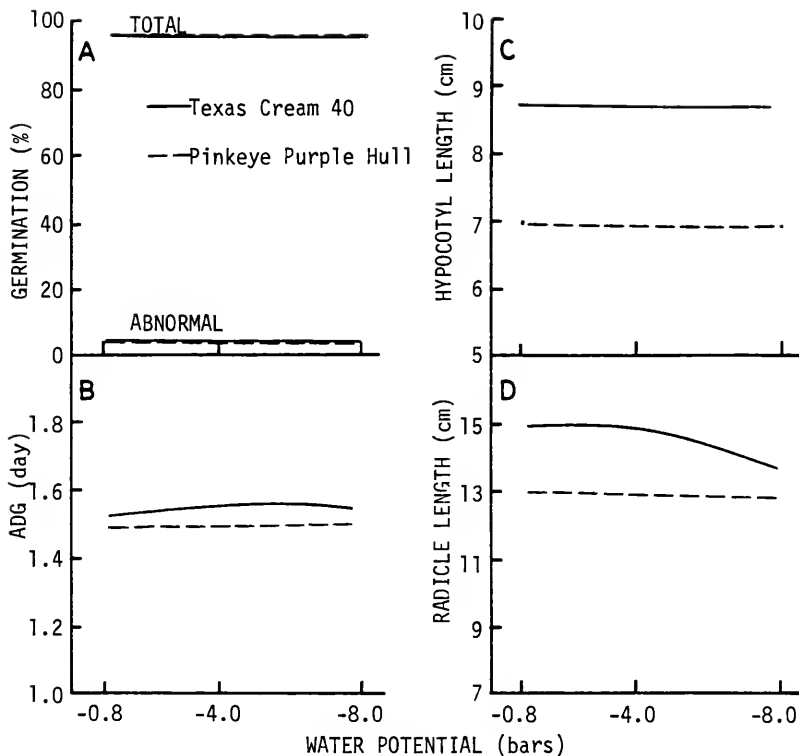 A
TOTAL
100
80
60
40
20
0
GERMINATION (%)
Texas Cream 40
Pinkeye Purple Hull
ABNORMAL
C
10
9
8
7
6
5
HYPOCOTYL LENGTH (cm)
B
1.8
1.6
1.4
1.2
1.0
ADG (day)
-0.8
-4.0
-8.0
D
15
13
11
9
7
RADICLE LENGTH (cm)
-0.8
-4.0
-8.0
WATER POTENTIAL (bars)